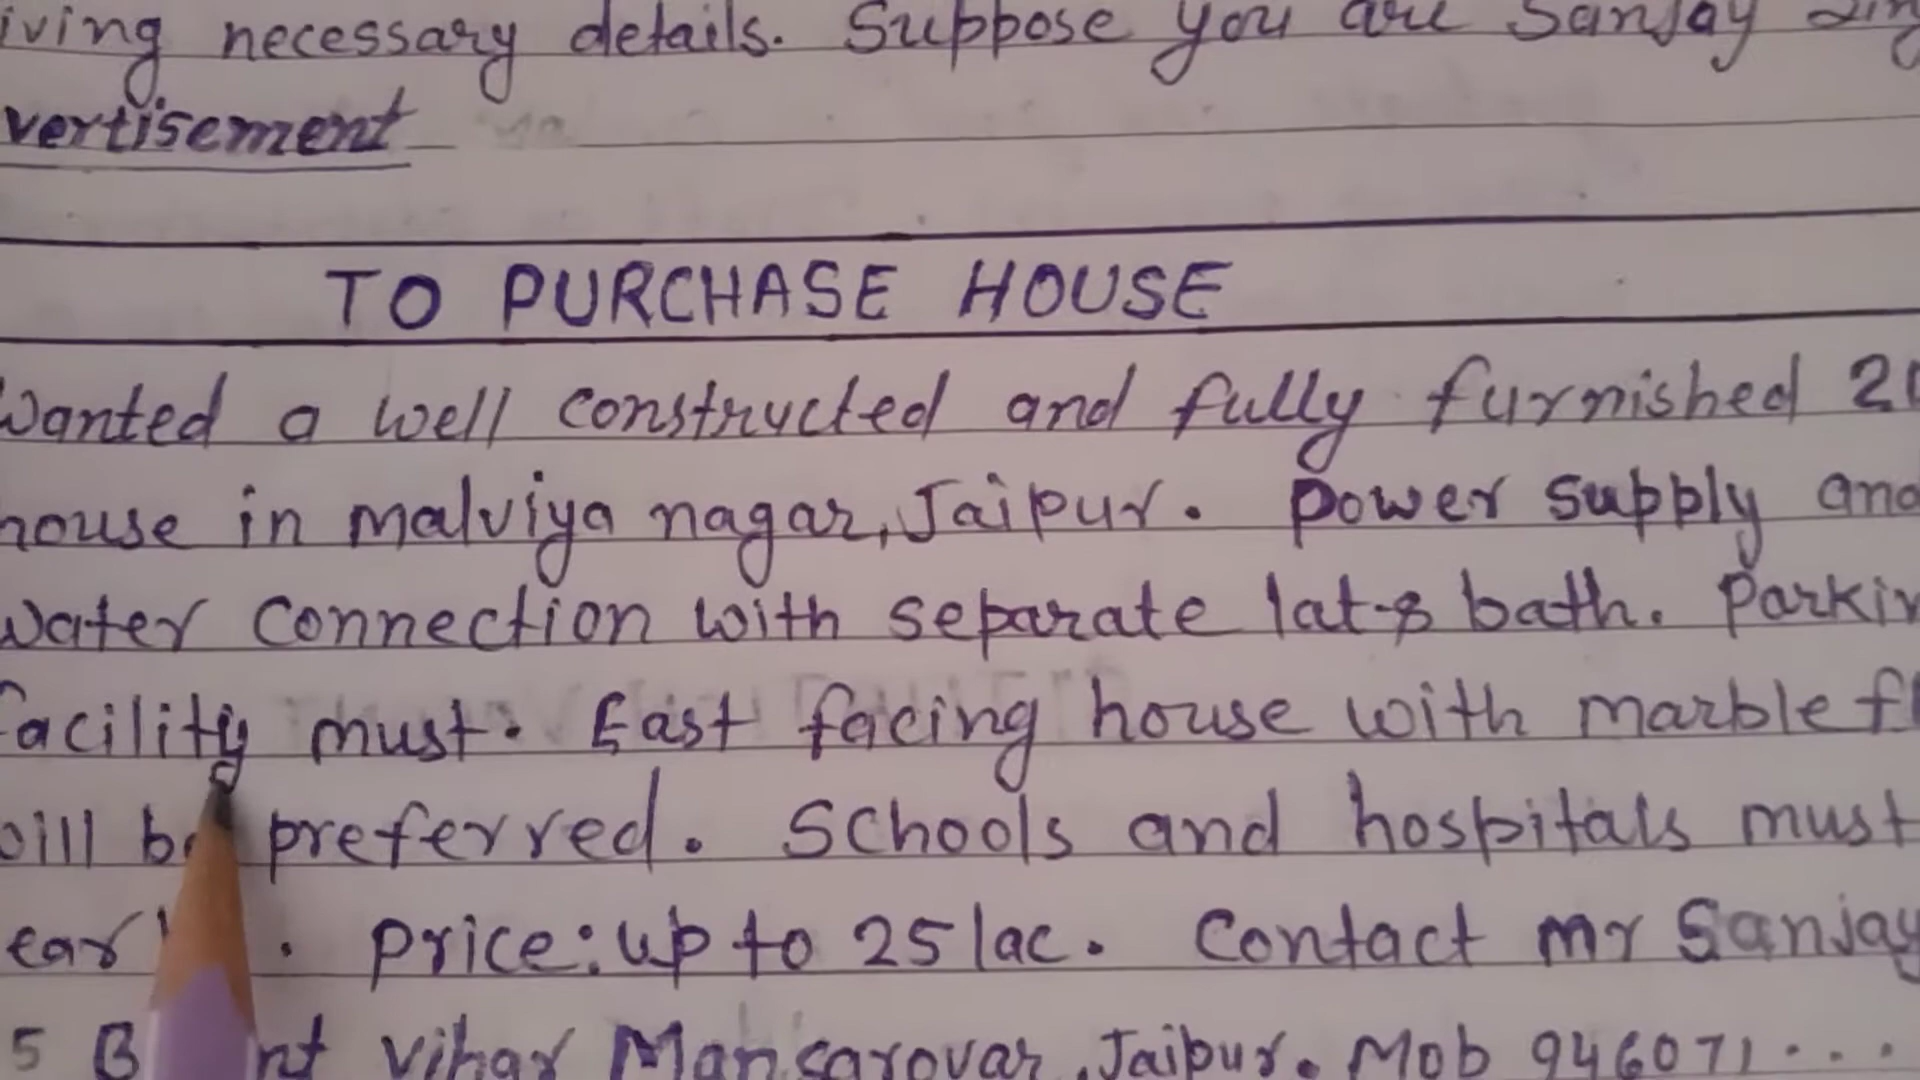 iving necessary details. Suppose you are Sanjay Sing
vertisement
TO PURCHASE HOUSE
Wanted a well constructed and fully furnished
house in malviya nagar, Jaipur. Power supply and
Water Connection with separate lat & bath. Parkin
facility must. East facing house with marble fl
will be preferred. Schools and hospitals must
Price: up to 25 lac. Contact mr Sanjay
5 vihar Mansarovar, Jaipur. Mob 946071...